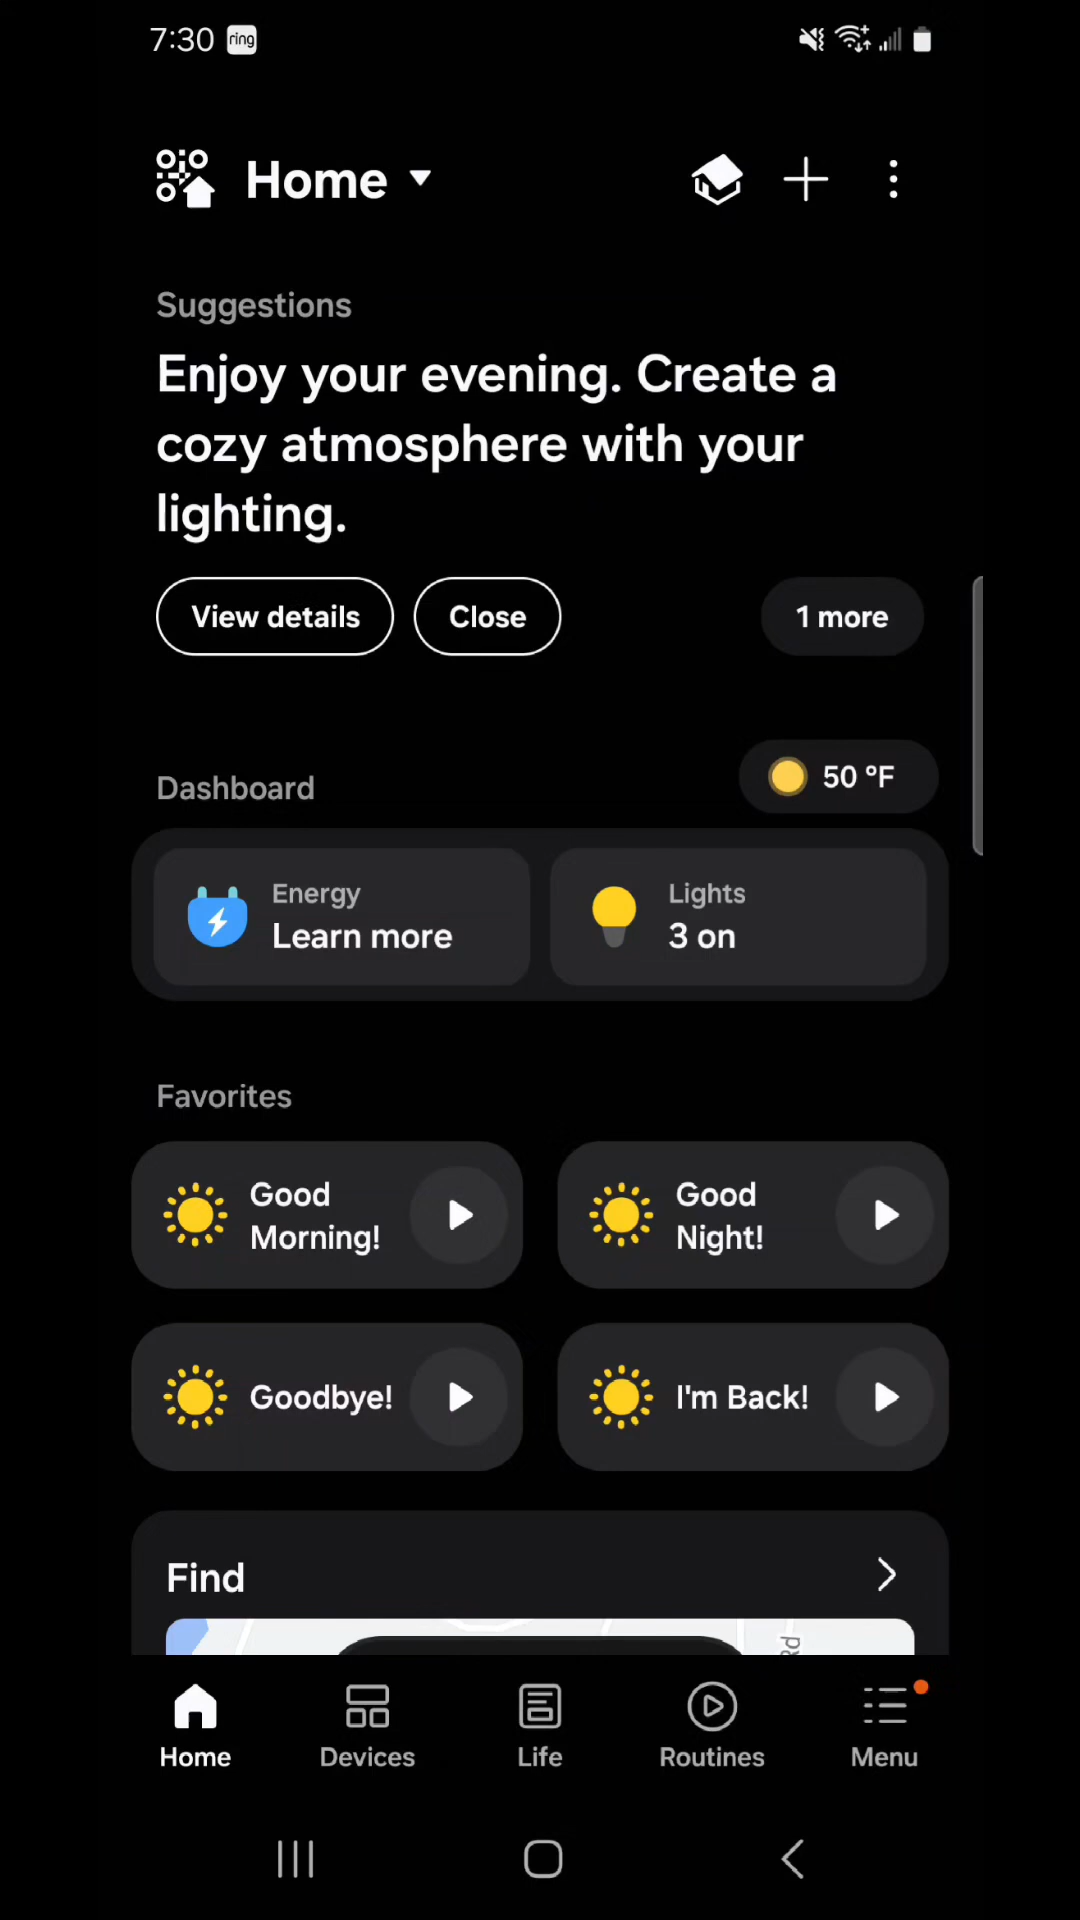 7:30 ring
Home
Suggestions
Enjoy your evening. Create a
cozy atmosphere with your
lighting.
View details
Close
1 more
Dashboard
50 °F
Energy
Learn more
Lights
3 on
Favorites
Good
Morning!
Good
Night!
Goodbye!
I'm Back!
Find
Rd
Home
Devices
Life
Routines
Menu